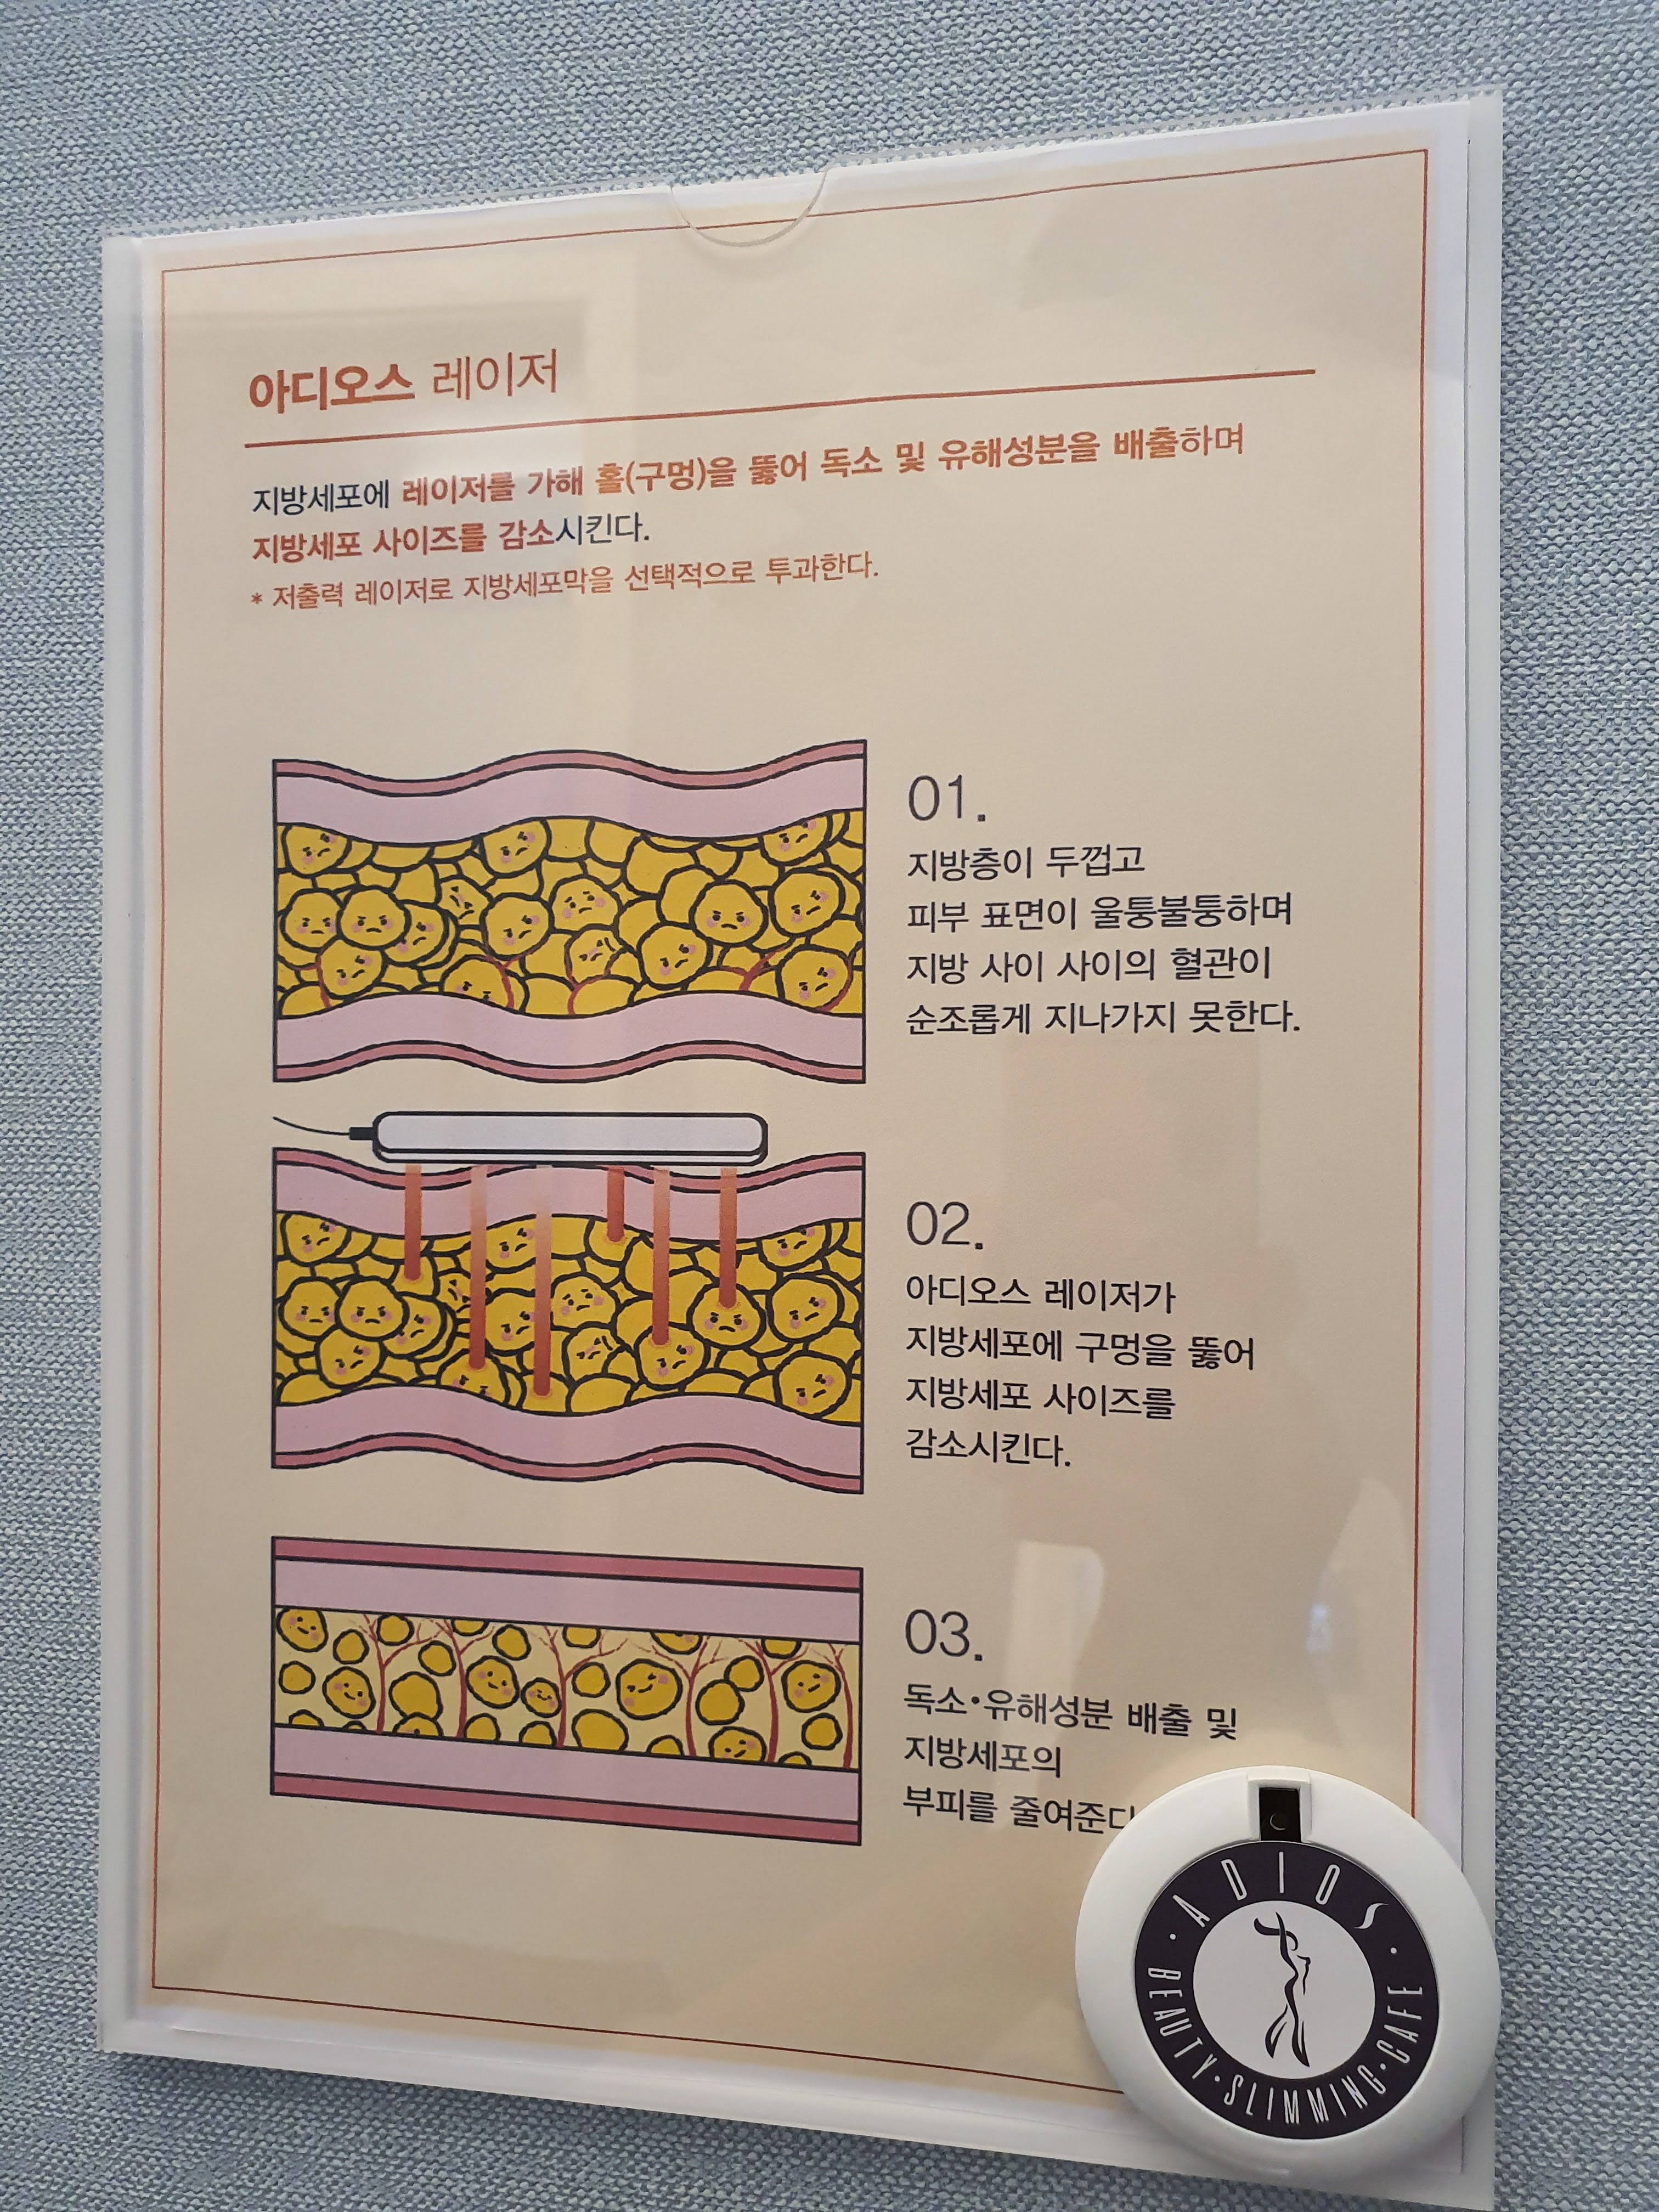 아디오스 레이저
지방세포에 레이저를 가해 홀(구멍)을 뚫어 독소 및 유해성분을 배출하며
지방세포 사이즈를 감소시킨다.
* 저출력 레이저로 지방세포막을 선택적으로 투과한다.
01.
지방층이 두껍고
피부 표면이 울퉁불퉁하며
지방 사이 사이의 혈관이
순조롭게 지나가지 못한다.
02.
아디오스 레이저가
지방세포에 구멍을 뚫어
지방세포 사이즈를
감소시킨다.
03.
독소•유해성분 배출 및
지방세포의
부피를 줄여준다
• ADIOS •
BEAUTY • SLIMMING • CAFE